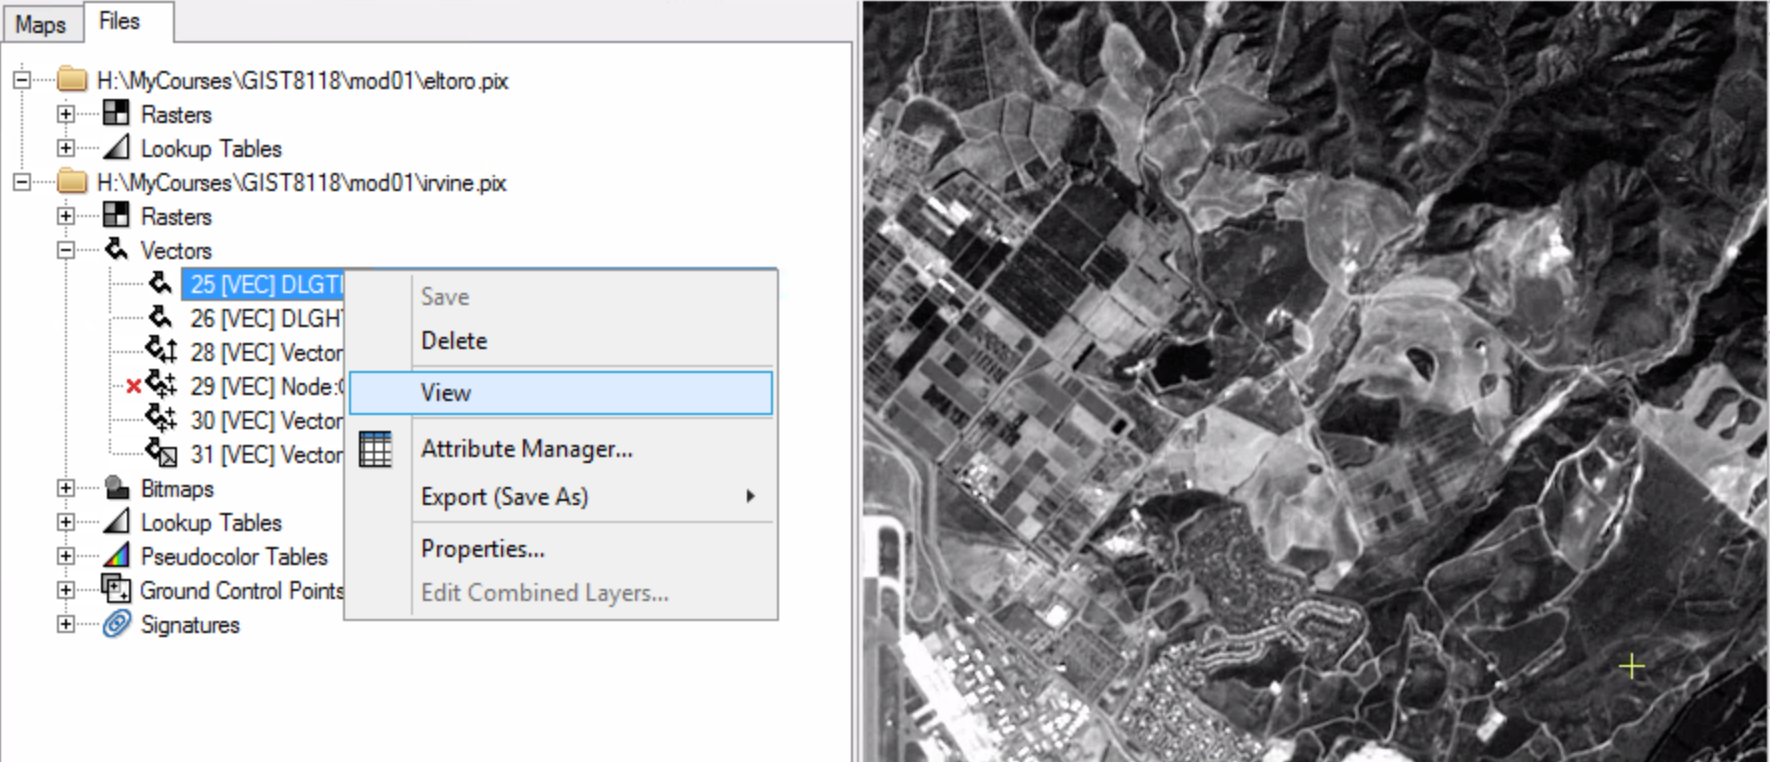 Maps Files
H:\MyCourses\GIST8118\mod01\eltoro.pix
Rasters
Lookup Tables
H:\MyCourses\GIST8118\mod01\irvine.pix
Rasters
Vectors
25 [VEC] DLGT
26 [VEC] DLGH
28 [VEC] Vector
29 [VEC] Node:
30 [VEC] Vector
31 [VEC] Vector
Bitmaps
Lookup Tables
Pseudocolor Tables
Ground Control Points
Signatures
Save
Delete
View
Attribute Manager...
Export (Save As)
Properties...
Edit Combined Layers...